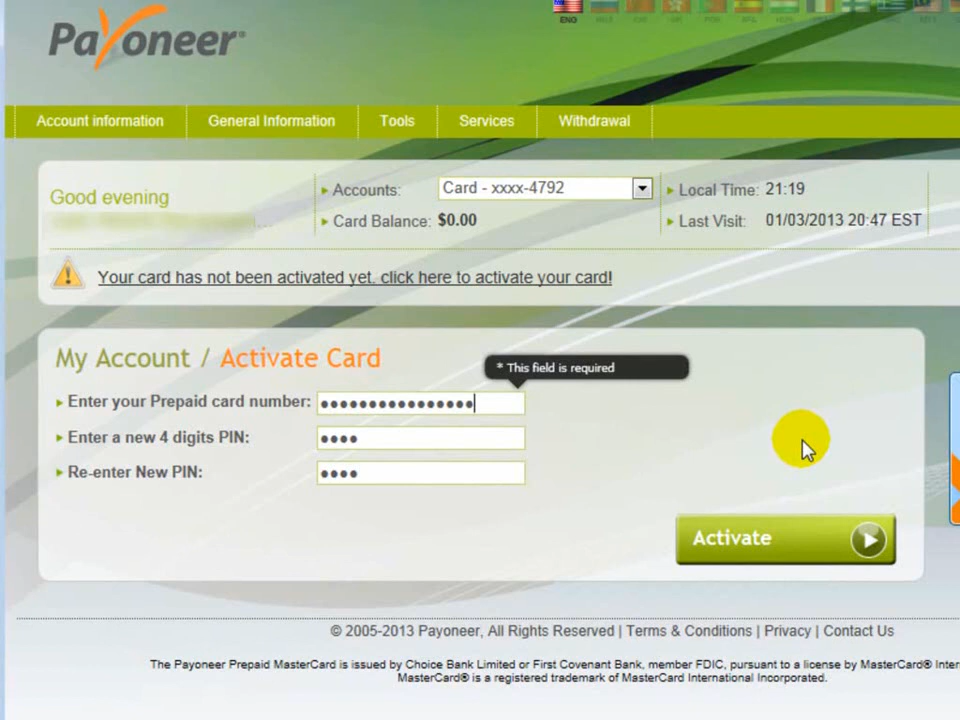 Payoneer®
ENG
Account information General Information Tools Services Withdrawal
Good evening
Accounts: Card - xxxx-4792
Card Balance: $0.00
Local Time: 21:19
Last Visit: 01/03/2013 20:47 EST
Your card has not been activated yet. click here to activate your card!
My Account / Activate Card
* This field is required
Enter your Prepaid card number: ••••••••••••••••
Enter a new 4 digits PIN: ••••
Re-enter New PIN: ••••
Activate
© 2005-2013 Payoneer, All Rights Reserved | Terms & Conditions | Privacy | Contact Us
The Payoneer Prepaid MasterCard is issued by Choice Bank Limited or First Covenant Bank, member FDIC, pursuant to a license by MasterCard® Inter
MasterCard® is a registered trademark of MasterCard International Incorporated.